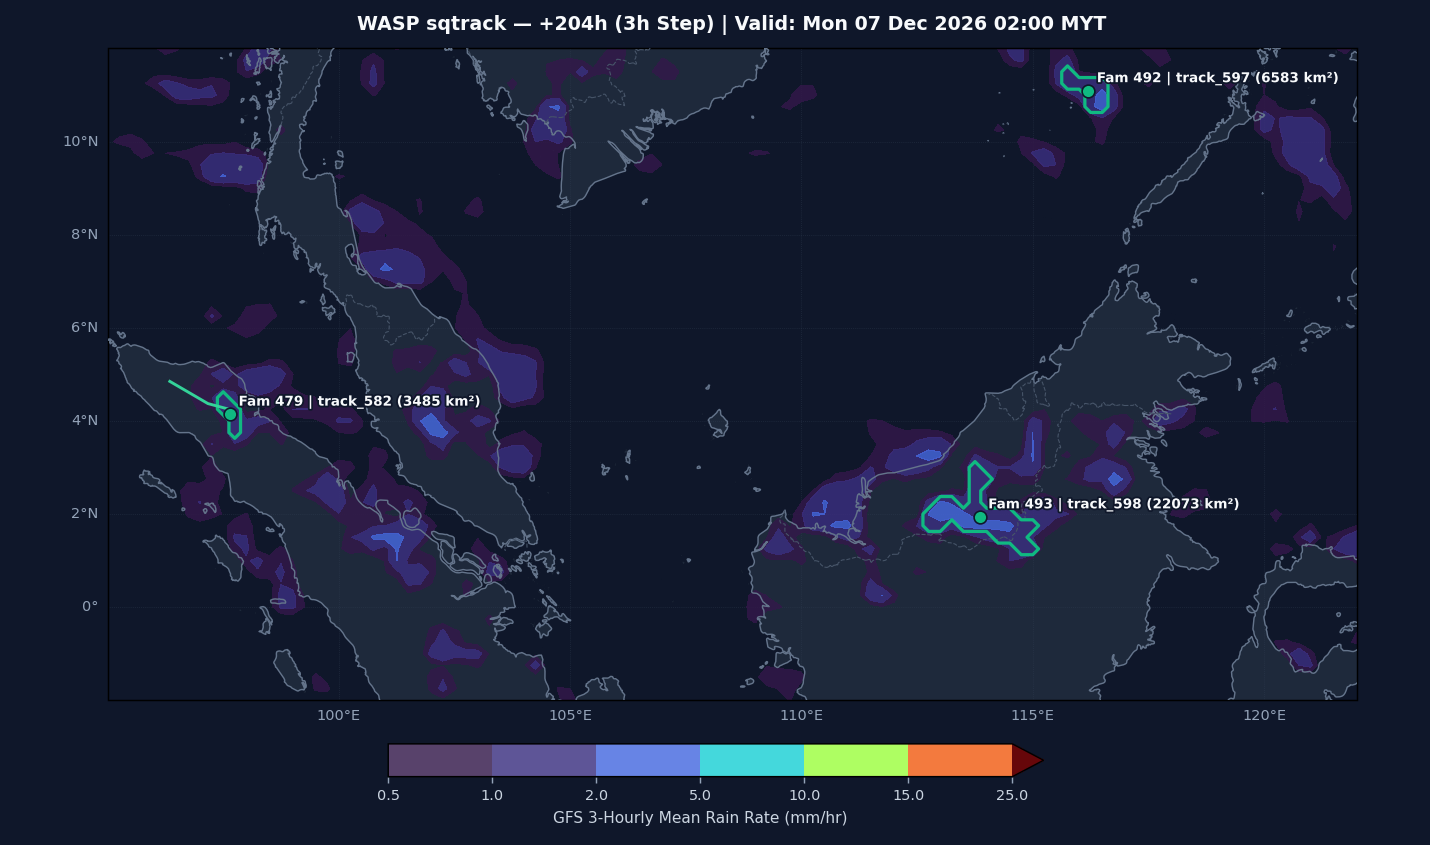 WASP sqtrack — +204h (3h Step) | Valid: Mon 07 Dec 2026 02:00 MYT
Fam 492 | track_597 (6583 km²)
10°N
8°N
6°N
Fam 479 | track_582 (3485 km²)
4°N
Fam 493 | track_598 (22073 km²)
2°N
0°
100°E 105°E 110°E 115°E 120°E
0.5 1.0 2.0 5.0 10.0 15.0 25.0
GFS 3-Hourly Mean Rain Rate (mm/hr)